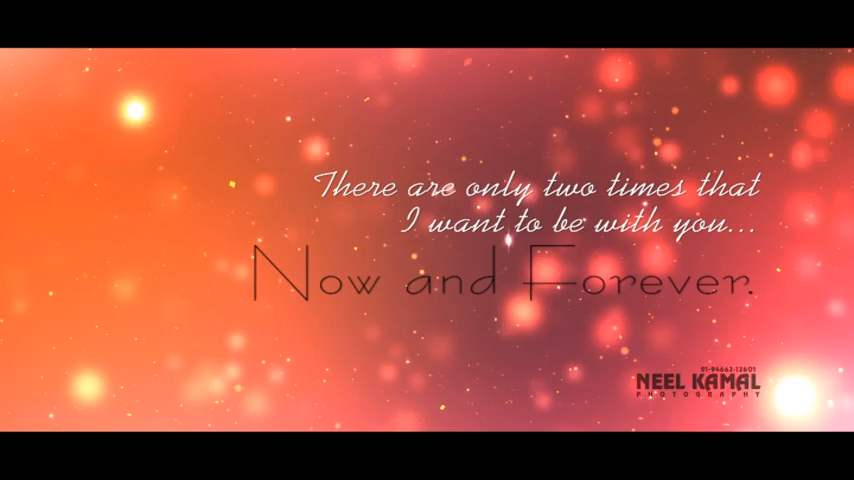 There are only two times that
I want to be with you...
Now and Forever.
91-94662-12601
NEEL KAMAL
PHOTOGRAPHY